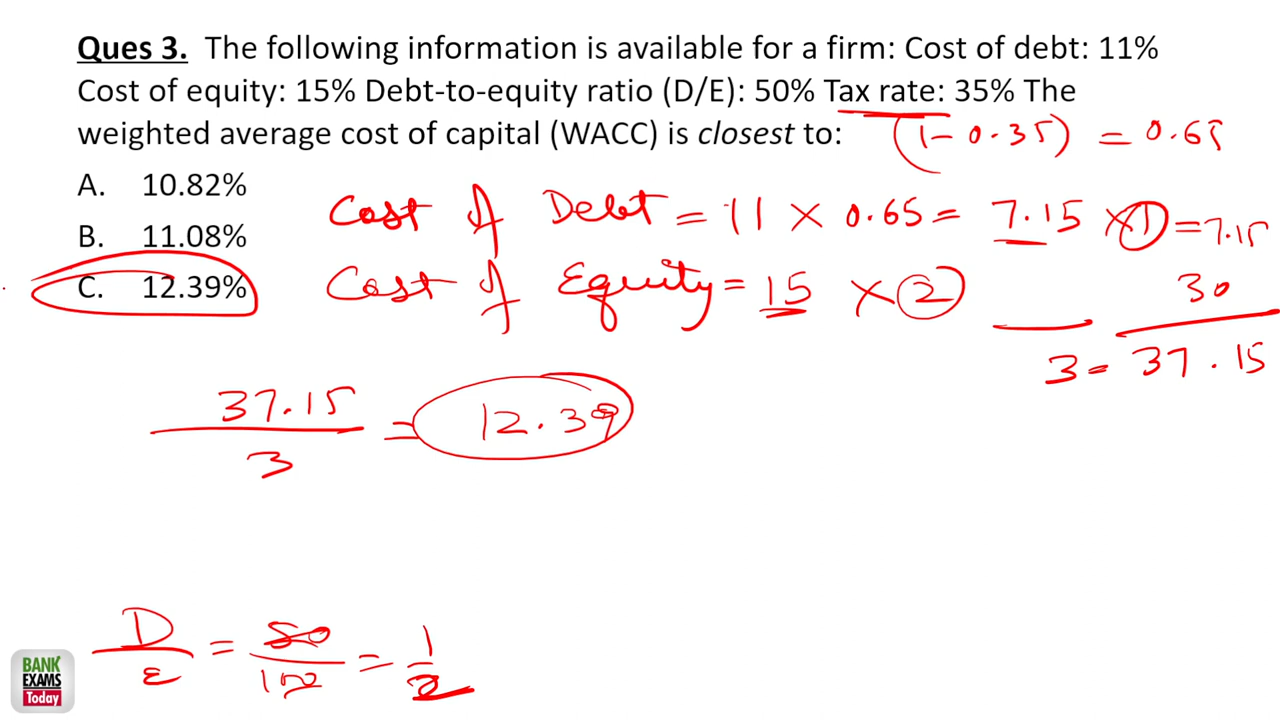 Ques 3. The following information is available for a firm: Cost of debt: 11%
Cost of equity: 15% Debt-to-equity ratio (D/E): 50% Tax rate: 35% The
weighted average cost of capital (WACC) is closest to:
(1 - 0.35) = 0.65
A. 10.82%
B. 11.08%
C. 12.39%
Cost of Debt = 11 × 0.65 = 7.15 × 1 = 7.15
Cost of Equity = 15 × 2 30
3 = 37.15
37.15 / 3 = 12.39
D / E = 50 / 100 = 1 / 2
BANK
EXAMS
Today